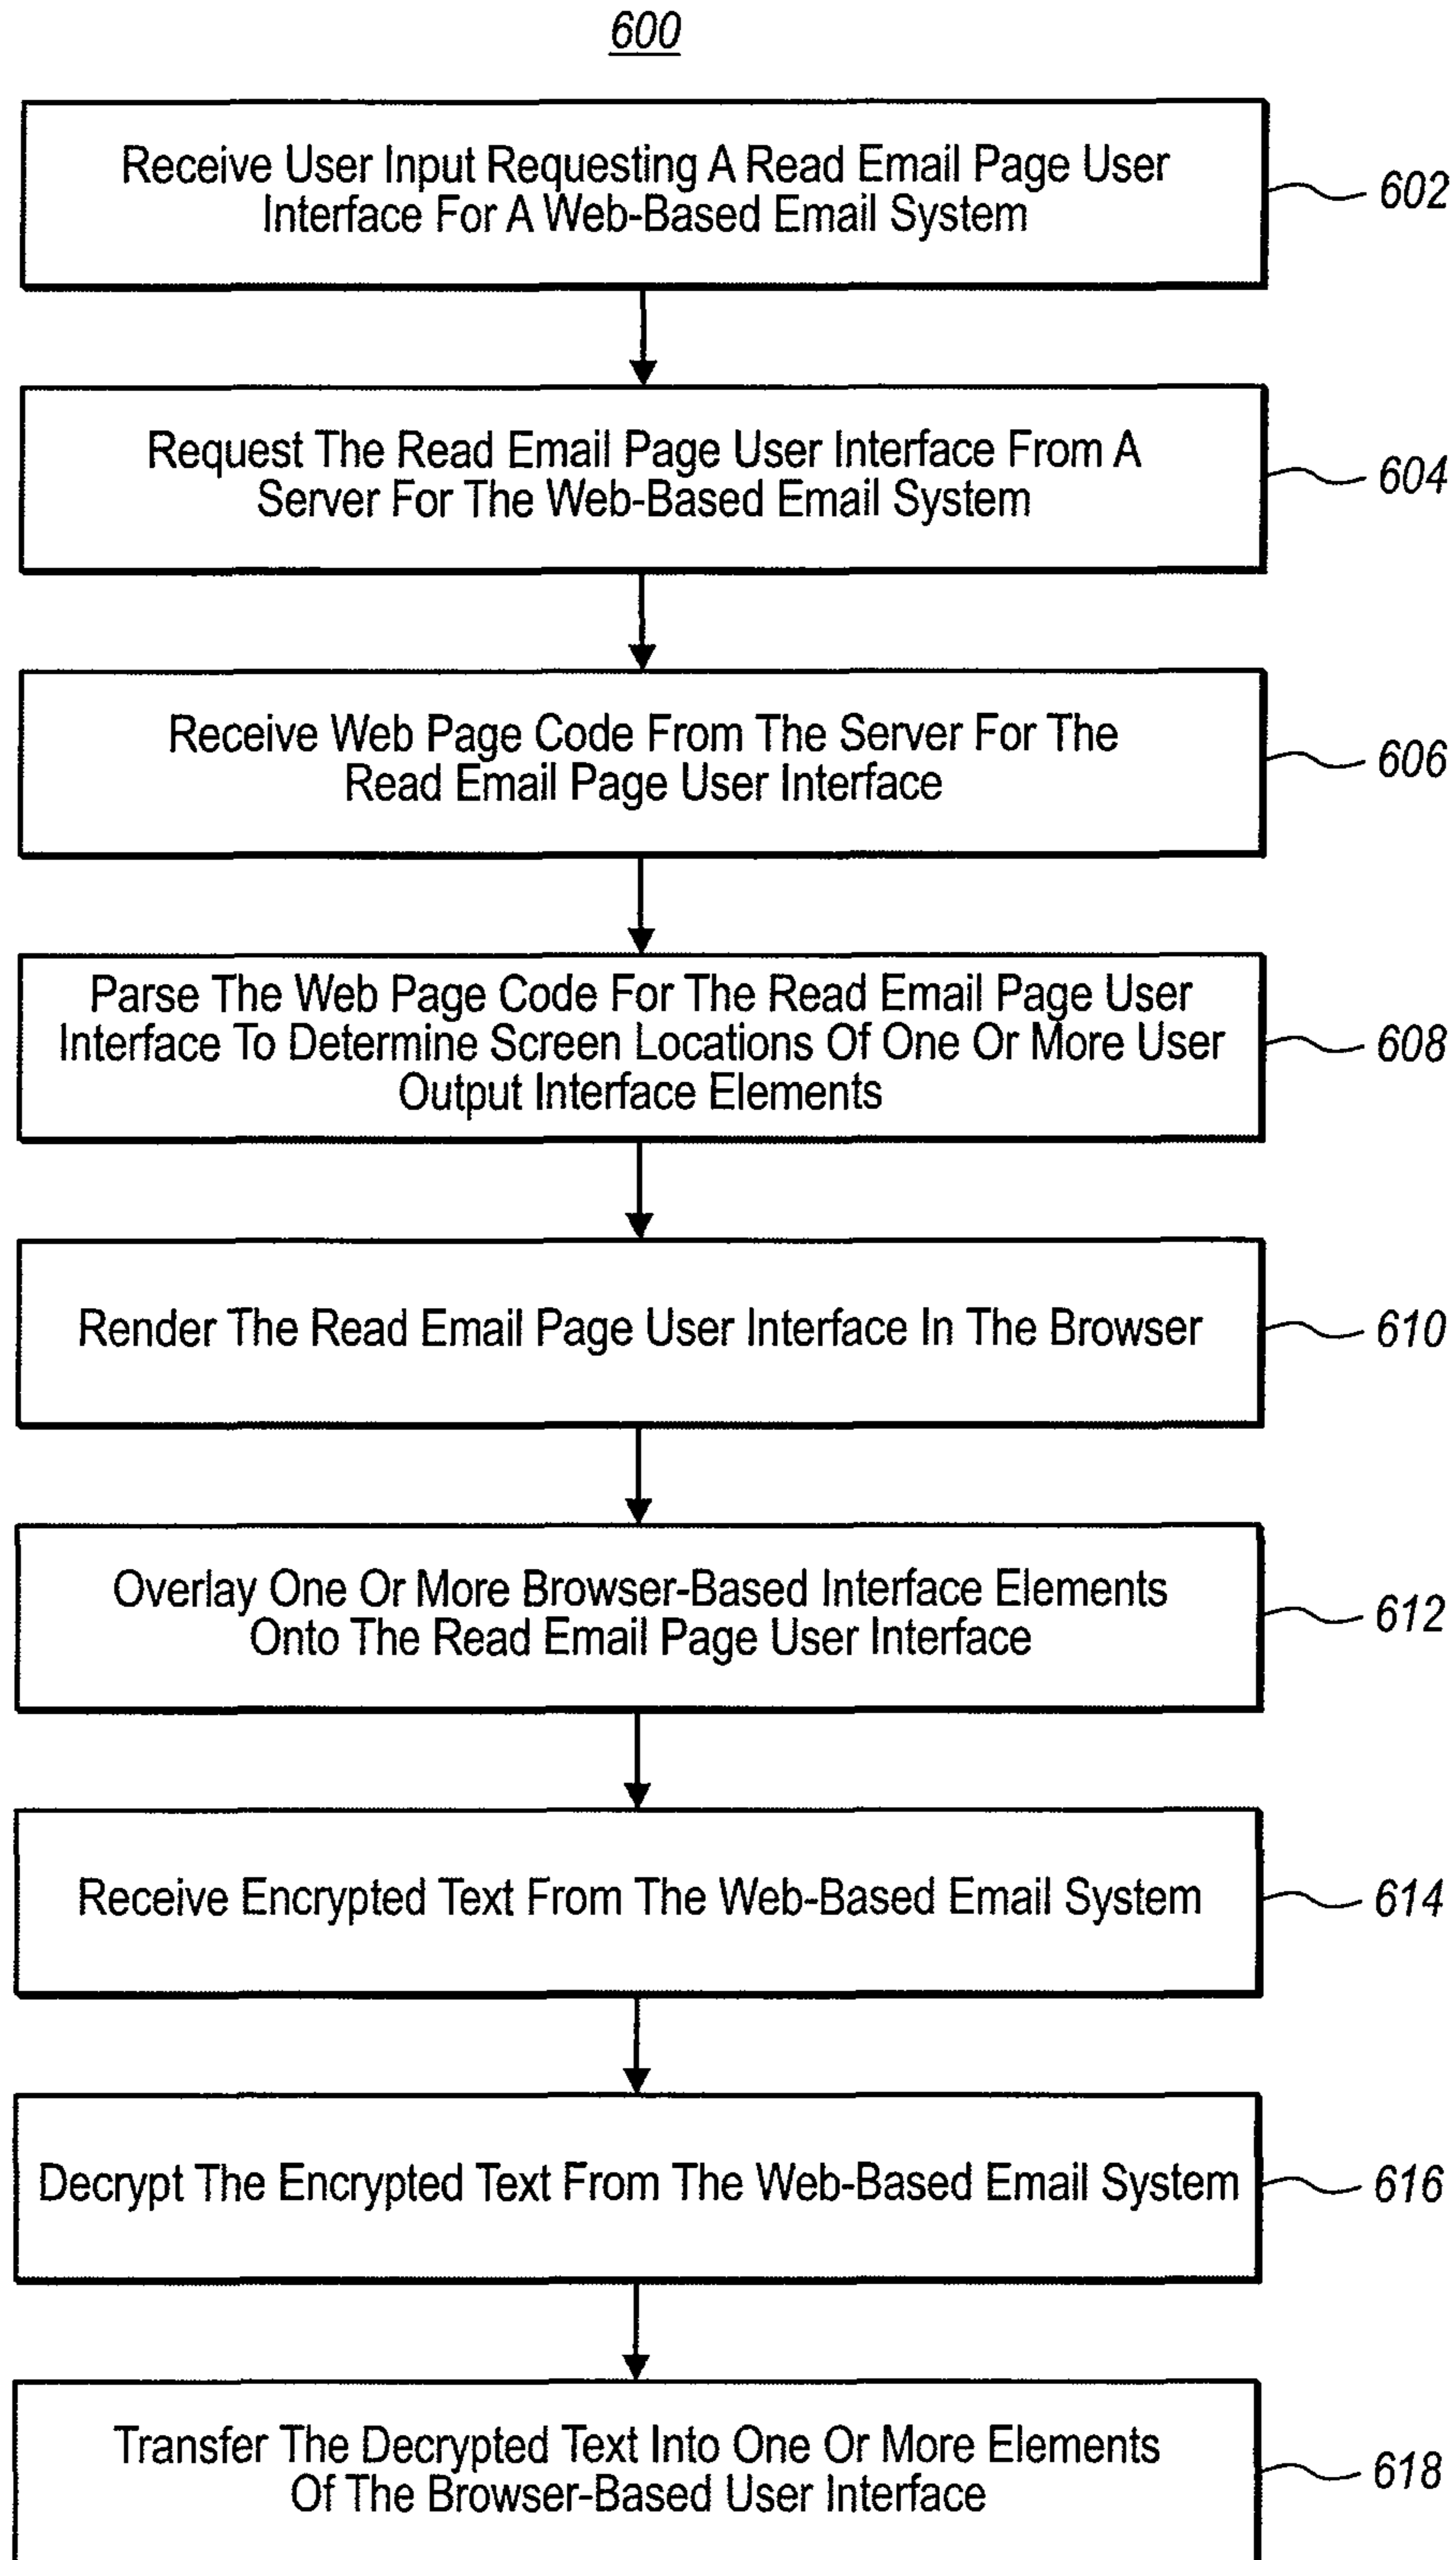 600
Receive User Input Requesting A Read Email Page User
Interface For A Web-Based Email System
602
Request The Read Email Page User Interface From A
Server For The Web-Based Email System
604
Receive Web Page Code From The Server For The
Read Email Page User Interface
606
Parse The Web Page Code For The Read Email Page User
Interface To Determine Screen Locations Of One Or More User
Output Interface Elements
608
Render The Read Email Page User Interface In The Browser
610
Overlay One Or More Browser-Based Interface Elements
Onto The Read Email Page User Interface
612
Receive Encrypted Text From The Web-Based Email System
614
Decrypt The Encrypted Text From The Web-Based Email System
616
Transfer The Decrypted Text Into One Or More Elements
Of The Browser-Based User Interface
618